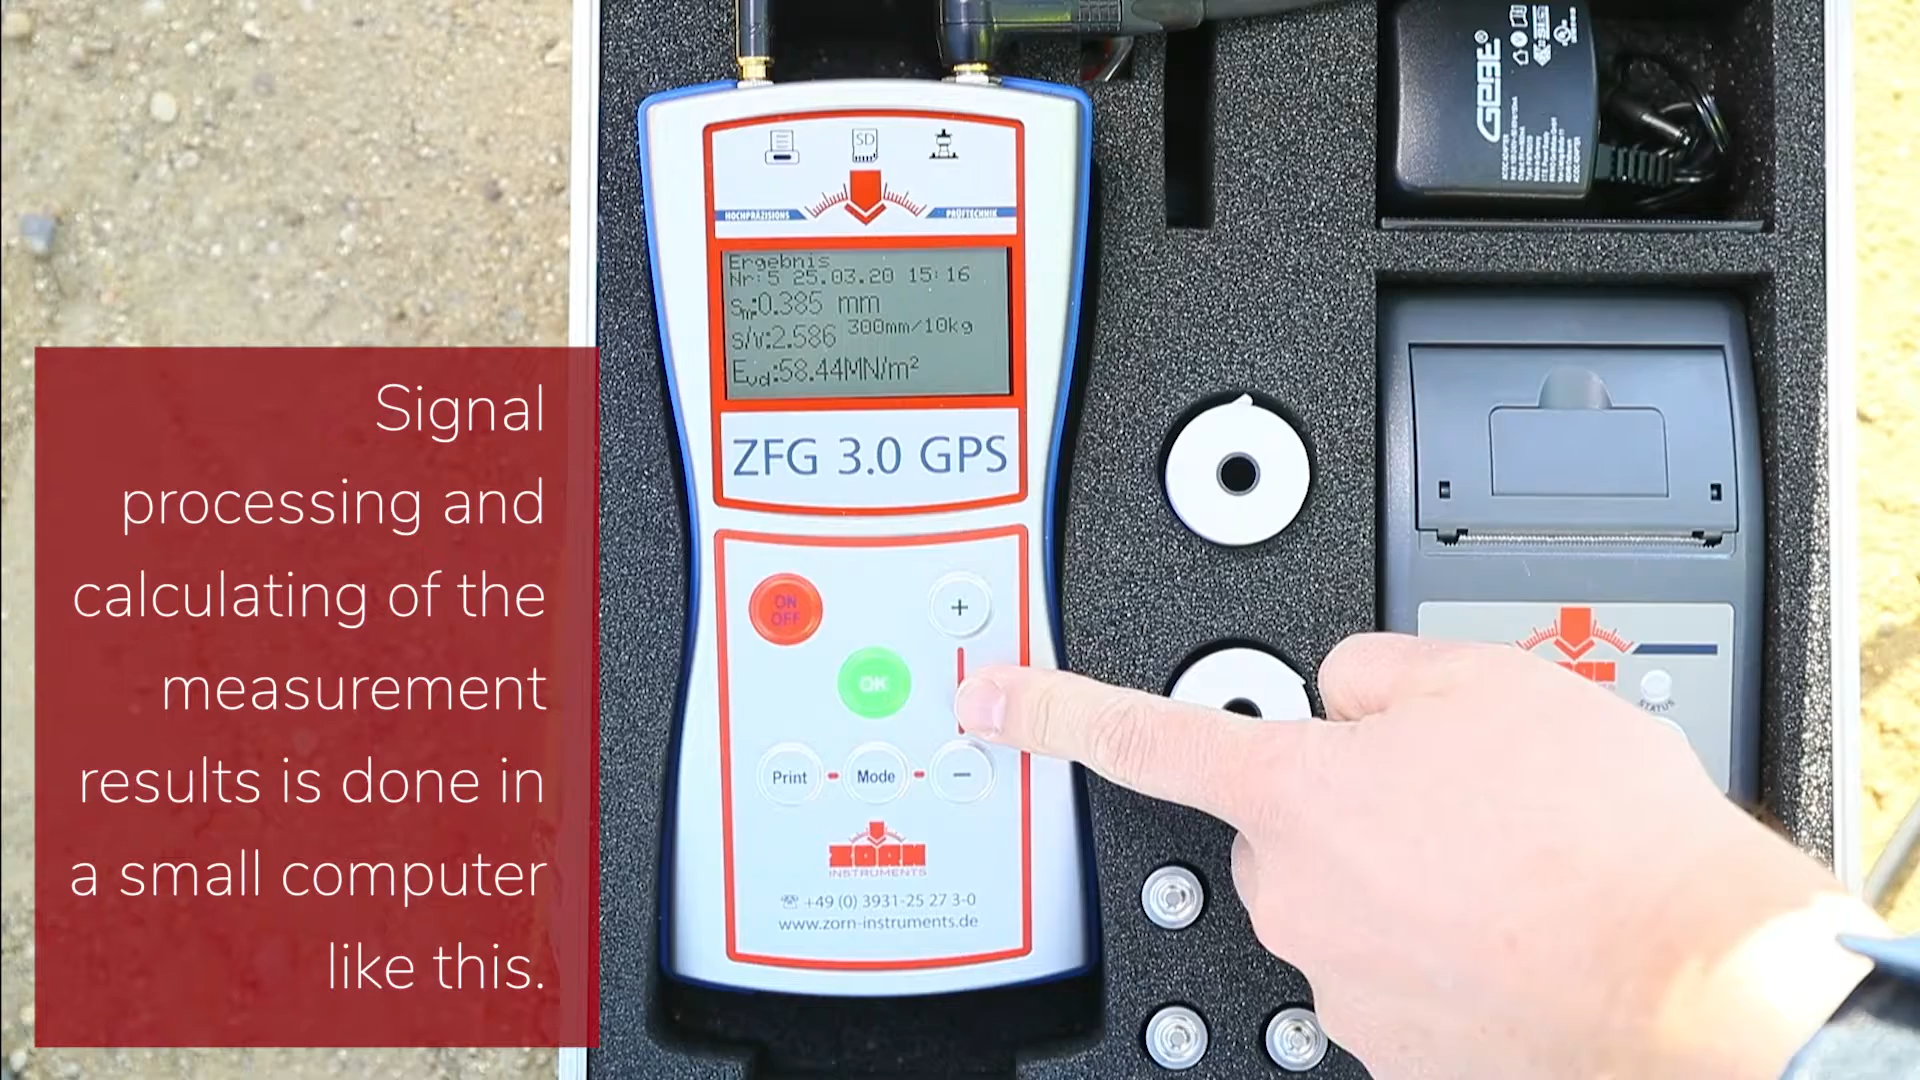 Signal
processing and
calculating of the
measurement
results is done in
a small computer
like this.
SD
HOCHPRÄZISIONS
PRÜFTECHNIK
Ergebnis
Nr:5 25.03.20 15:16
sm:0.385 mm
s/v:2.586 300mm/10kg
Evd:58.44MN/m²
ZFG 3.0 GPS
ON
OFF
+
OK
Print
Mode
−
ZORN
INSTRUMENTS
☏ +49 (0) 3931-25 27 3-0
www.zorn-instruments.de
GEBE®
STATUS